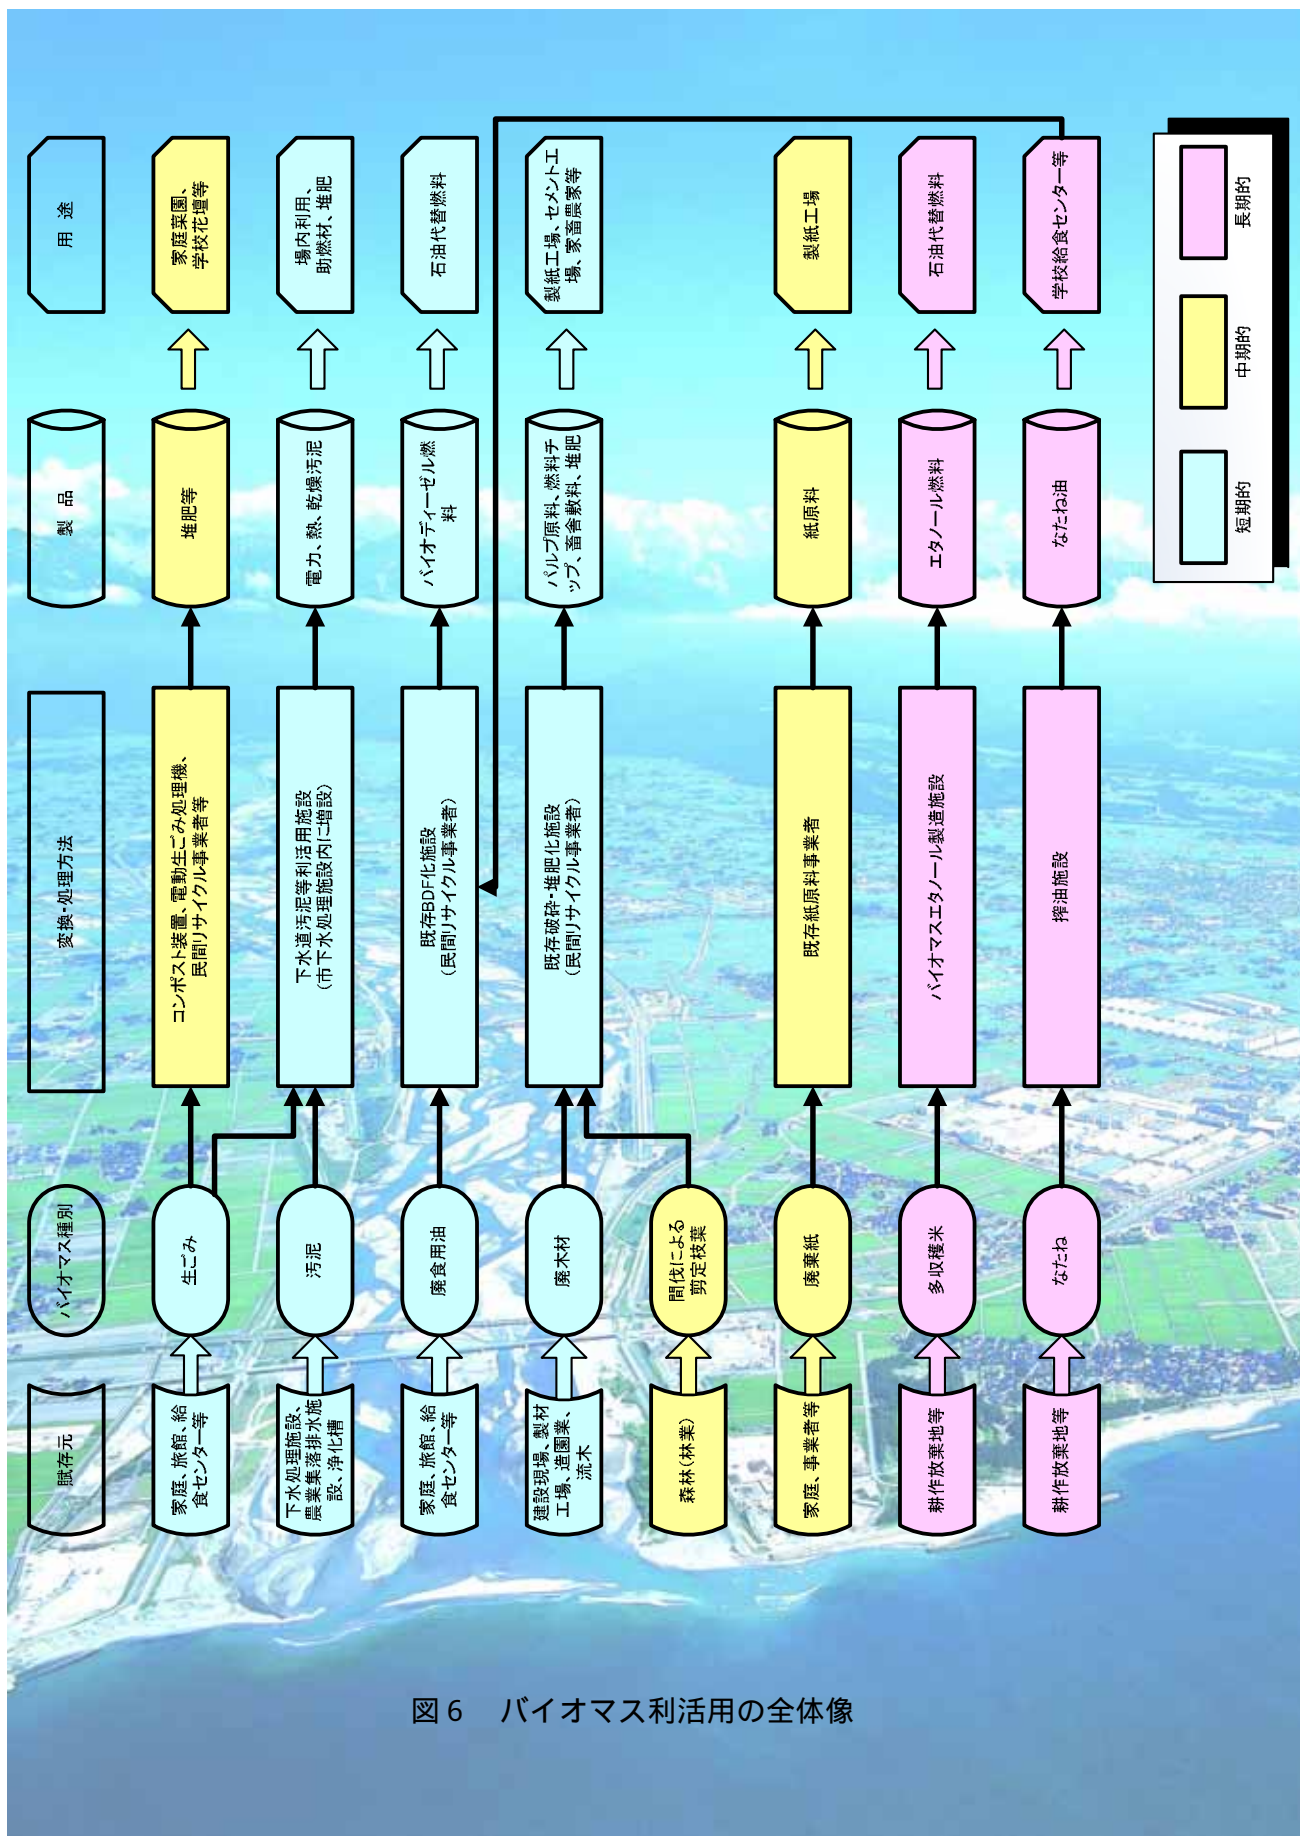 賦存元
バイオマス種別
変換・処理方法
製 品
用 途
家庭、旅館、給
食センター等
生ごみ
コンポスト装置、電動生ごみ処理機、
民間リサイクル事業者等
堆肥等
家庭菜園、
学校花壇等
下水処理施設、
農業集落排水施
設、浄化槽
汚泥
下水道汚泥等利活用施設
（市下水処理施設内に増設）
電力、熱、乾燥汚泥
場内利用、
助燃材、堆肥
家庭、旅館、給
食センター等
廃食用油
既存BDF化施設
（民間リサイクル事業者）
バイオディーゼル燃
料
石油代替燃料
建設現場、製材
工場、造園業、
流木
廃木材
既存破砕・堆肥化施設
（民間リサイクル事業者）
パルプ原料、燃料チ
ップ、畜舎敷料、堆肥
製紙工場、セメント工
場、家畜農家等
森林（林業）
間伐による
剪定枝葉
家庭、事業者等
廃棄紙
既存紙原料事業者
紙原料
製紙工場
耕作放棄地等
多収穫米
バイオマスエタノール製造施設
エタノール燃料
石油代替燃料
耕作放棄地等
なたね
搾油施設
なたね油
学校給食センター等
短期的
中期的
長期的
図６　バイオマス利活用の全体像